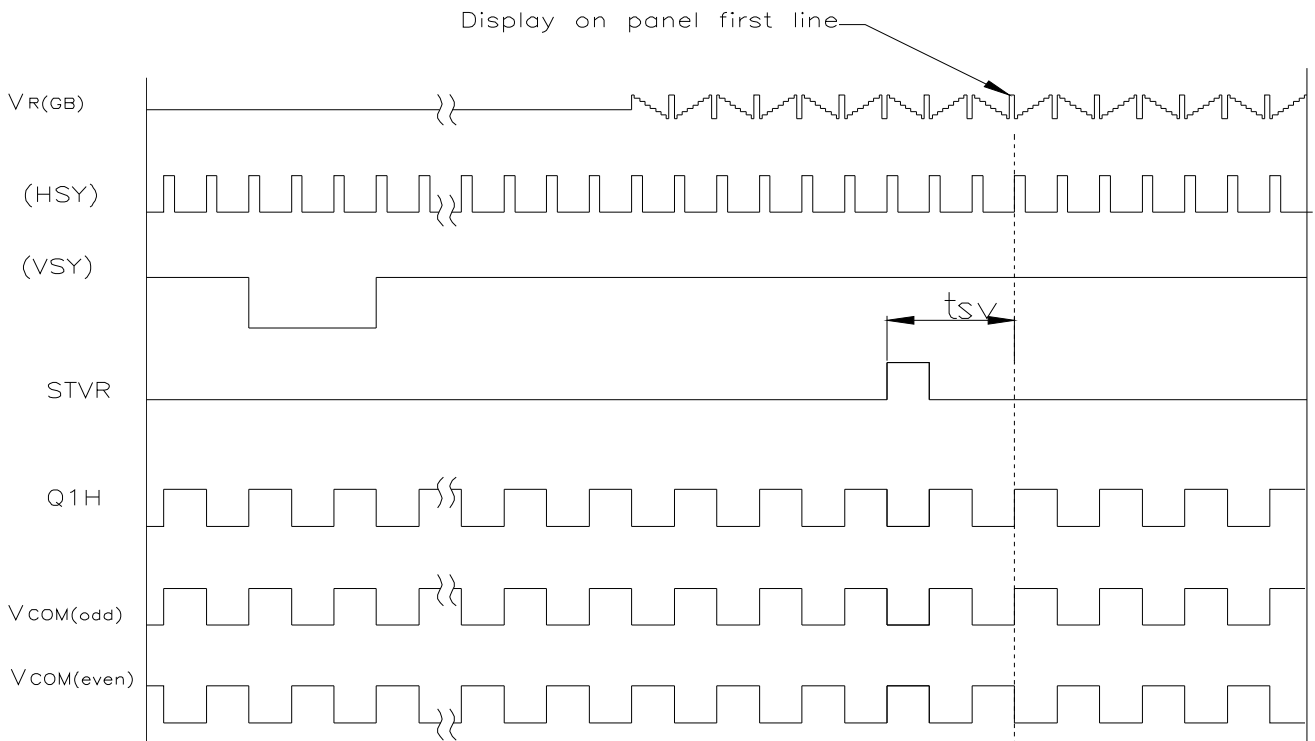 Display on panel first line
VR(GB)
(HSY)
(VSY)
tsv
STVR
Q1H
VCOM(odd)
VCOM(even)